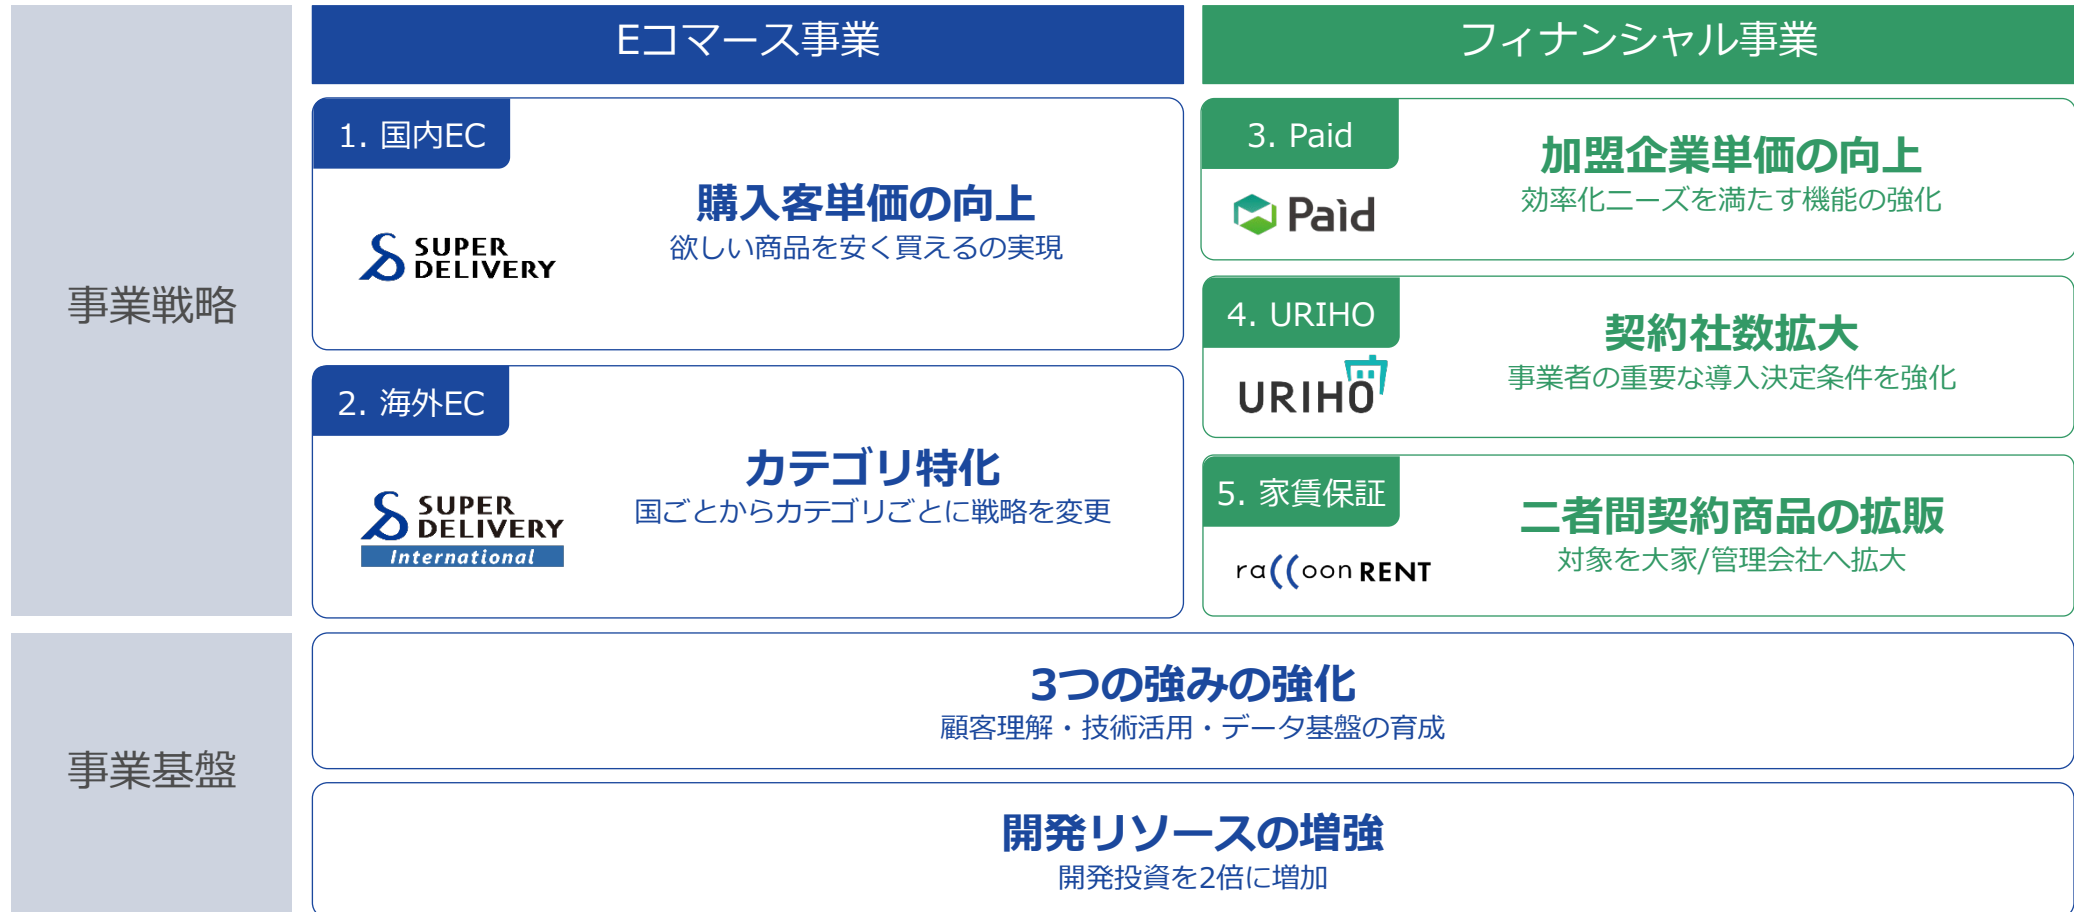 事業戦略
Eコマース事業
1. 国内EC
SUPER
DELIVERY
購入客単価の向上
欲しい商品を安く買えるの実現
2. 海外EC
SUPER
DELIVERY
International
カテゴリ特化
国ごとからカテゴリごとに戦略を変更
フィナンシャル事業
3. Paid
Paid
加盟企業単価の向上
効率化ニーズを満たす機能の強化
4. URIHO
URIHO
契約社数拡大
事業者の重要な導入決定条件を強化
5. 家賃保証
raccoon RENT
二者間契約商品の拡販
対象を大家/管理会社へ拡大
事業基盤
3つの強みの強化
顧客理解・技術活用・データ基盤の育成
開発リソースの増強
開発投資を2倍に増加